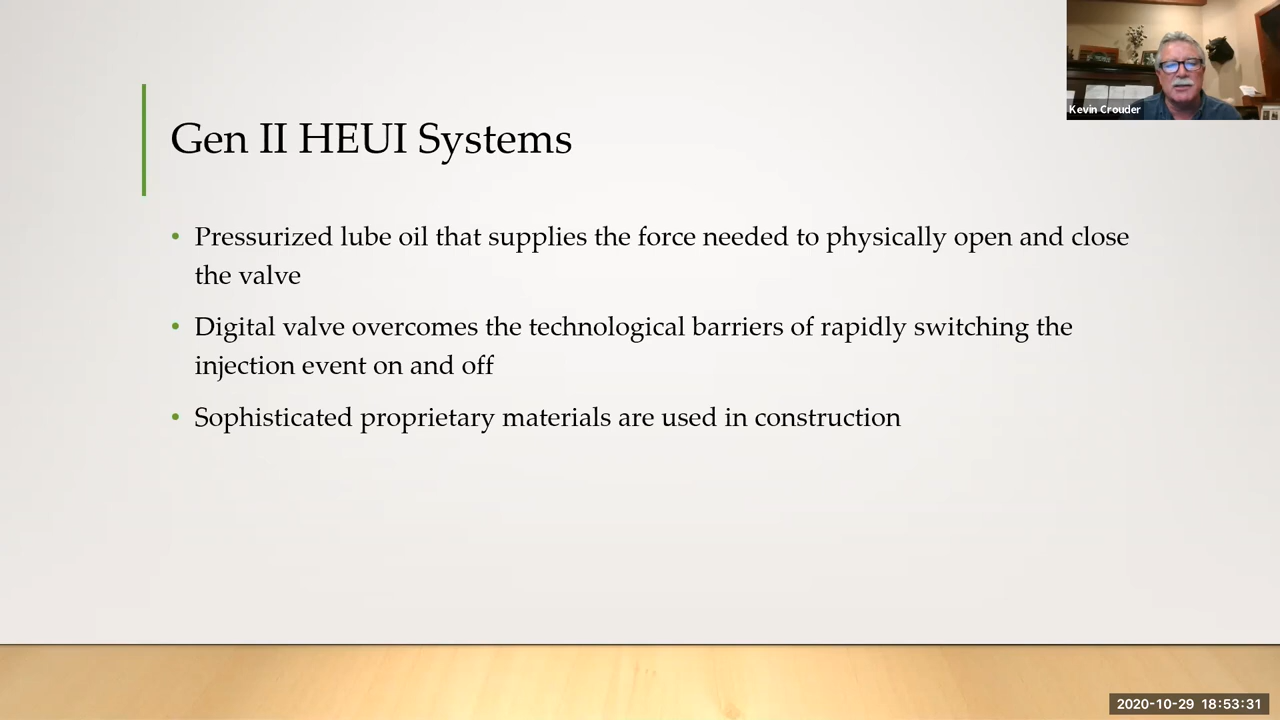 Kevin Crouder
Gen II HEUI Systems
• Pressurized lube oil that supplies the force needed to physically open and close
the valve
• Digital valve overcomes the technological barriers of rapidly switching the
injection event on and off
• Sophisticated proprietary materials are used in construction
2020-10-29 18:53:31